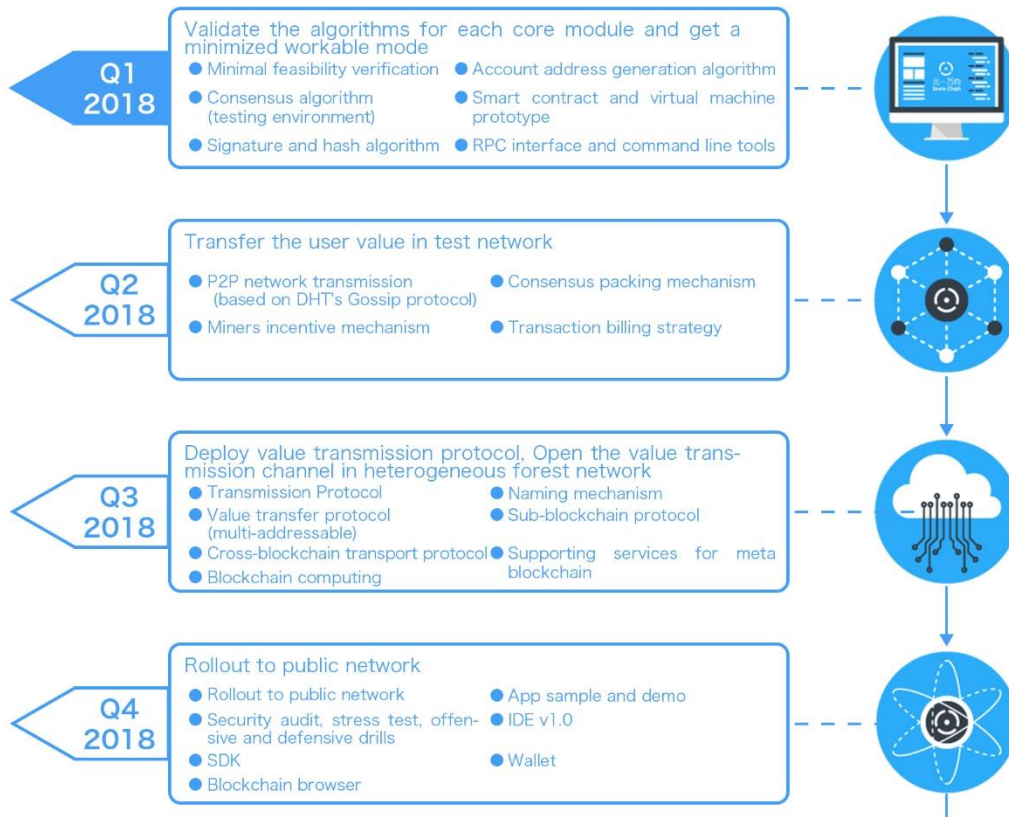 Q1
2018
Validate the algorithms for each core module and get a
minimized workable mode
Minimal feasibility verification
Consensus algorithm
(testing environment)
Signature and hash algorithm
Account address generation algorithm
Smart contract and virtual machine
prototype
RPC interface and command line tools
Q2
2018
Transfer the user value in test network
P2P network transmission
(based on DHT's Gossip protocol)
Miners incentive mechanism
Consensus packing mechanism
Transaction billing strategy
Q3
2018
Deploy value transmission protocol, Open the value trans-
mission channel in heterogeneous forest network
Transmission Protocol
Value transfer protocol
(multi-addressable)
Cross-blockchain transport protocol
Blockchain computing
Naming mechanism
Sub-blockchain protocol
Supporting services for meta
blockchain
Q4
2018
Rollout to public network
Rollout to public network
Security audit, stress test, offen-
sive and defensive drills
SDK
Blockchain browser
App sample and demo
IDE v1.0
Wallet